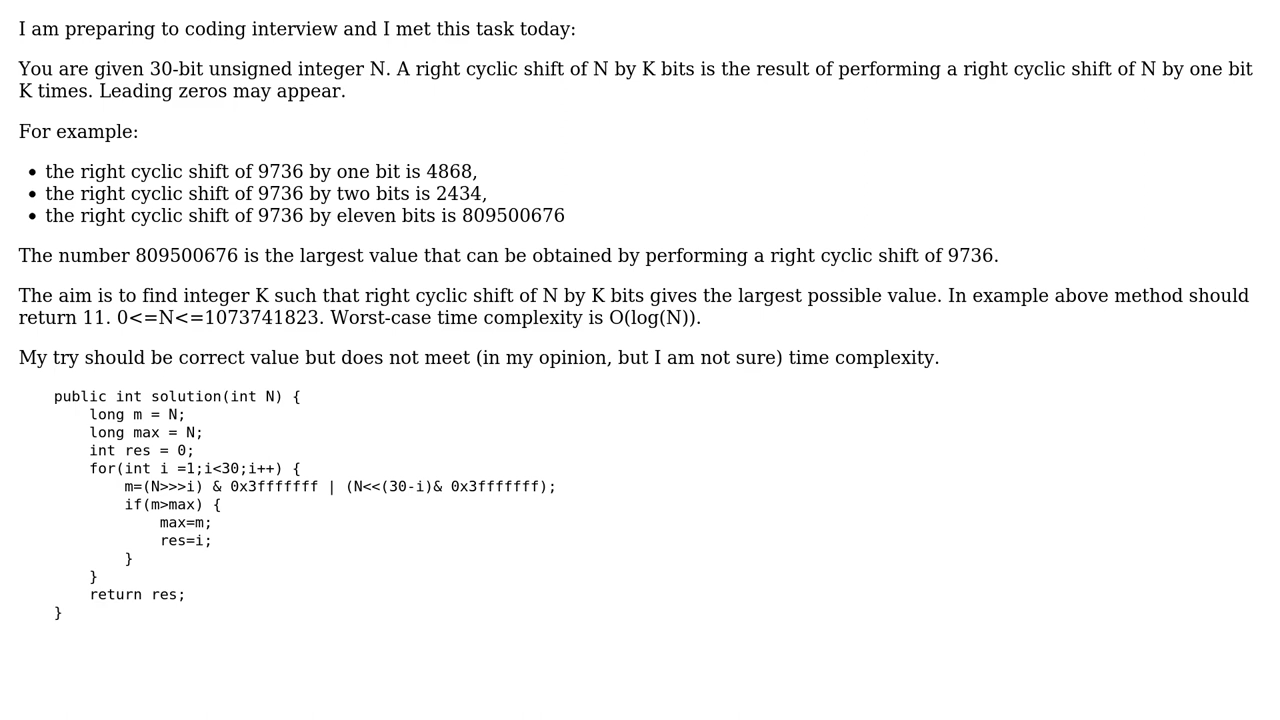 I am preparing to coding interview and I met this task today:
You are given 30-bit unsigned integer N. A right cyclic shift of N by K bits is the result of performing a right cyclic shift of N by one bit
K times. Leading zeros may appear.
For example:
• the right cyclic shift of 9736 by one bit is 4868,
• the right cyclic shift of 9736 by two bits is 2434,
• the right cyclic shift of 9736 by eleven bits is 809500676
The number 809500676 is the largest value that can be obtained by performing a right cyclic shift of 9736.
The aim is to find integer K such that right cyclic shift of N by K bits gives the largest possible value. In example above method should
return 11. 0<=N<=1073741823. Worst-case time complexity is O(log(N)).
My try should be correct value but does not meet (in my opinion, but I am not sure) time complexity.
public int solution(int N) {
    long m = N;
    long max = N;
    int res = 0;
    for(int i =1;i<30;i++) {
        m=(N>>>i) & 0x3fffffff | (N<<(30-i)& 0x3fffffff);
        if(m>max) {
            max=m;
            res=i;
        }
    }
    return res;
}